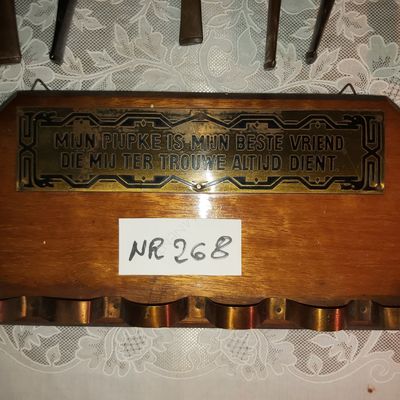 MIJN PIJPKE IS MIJN BESTE VRIEND
DIE MIJ TER TROUWE ALTIJD DIENT
NR 268